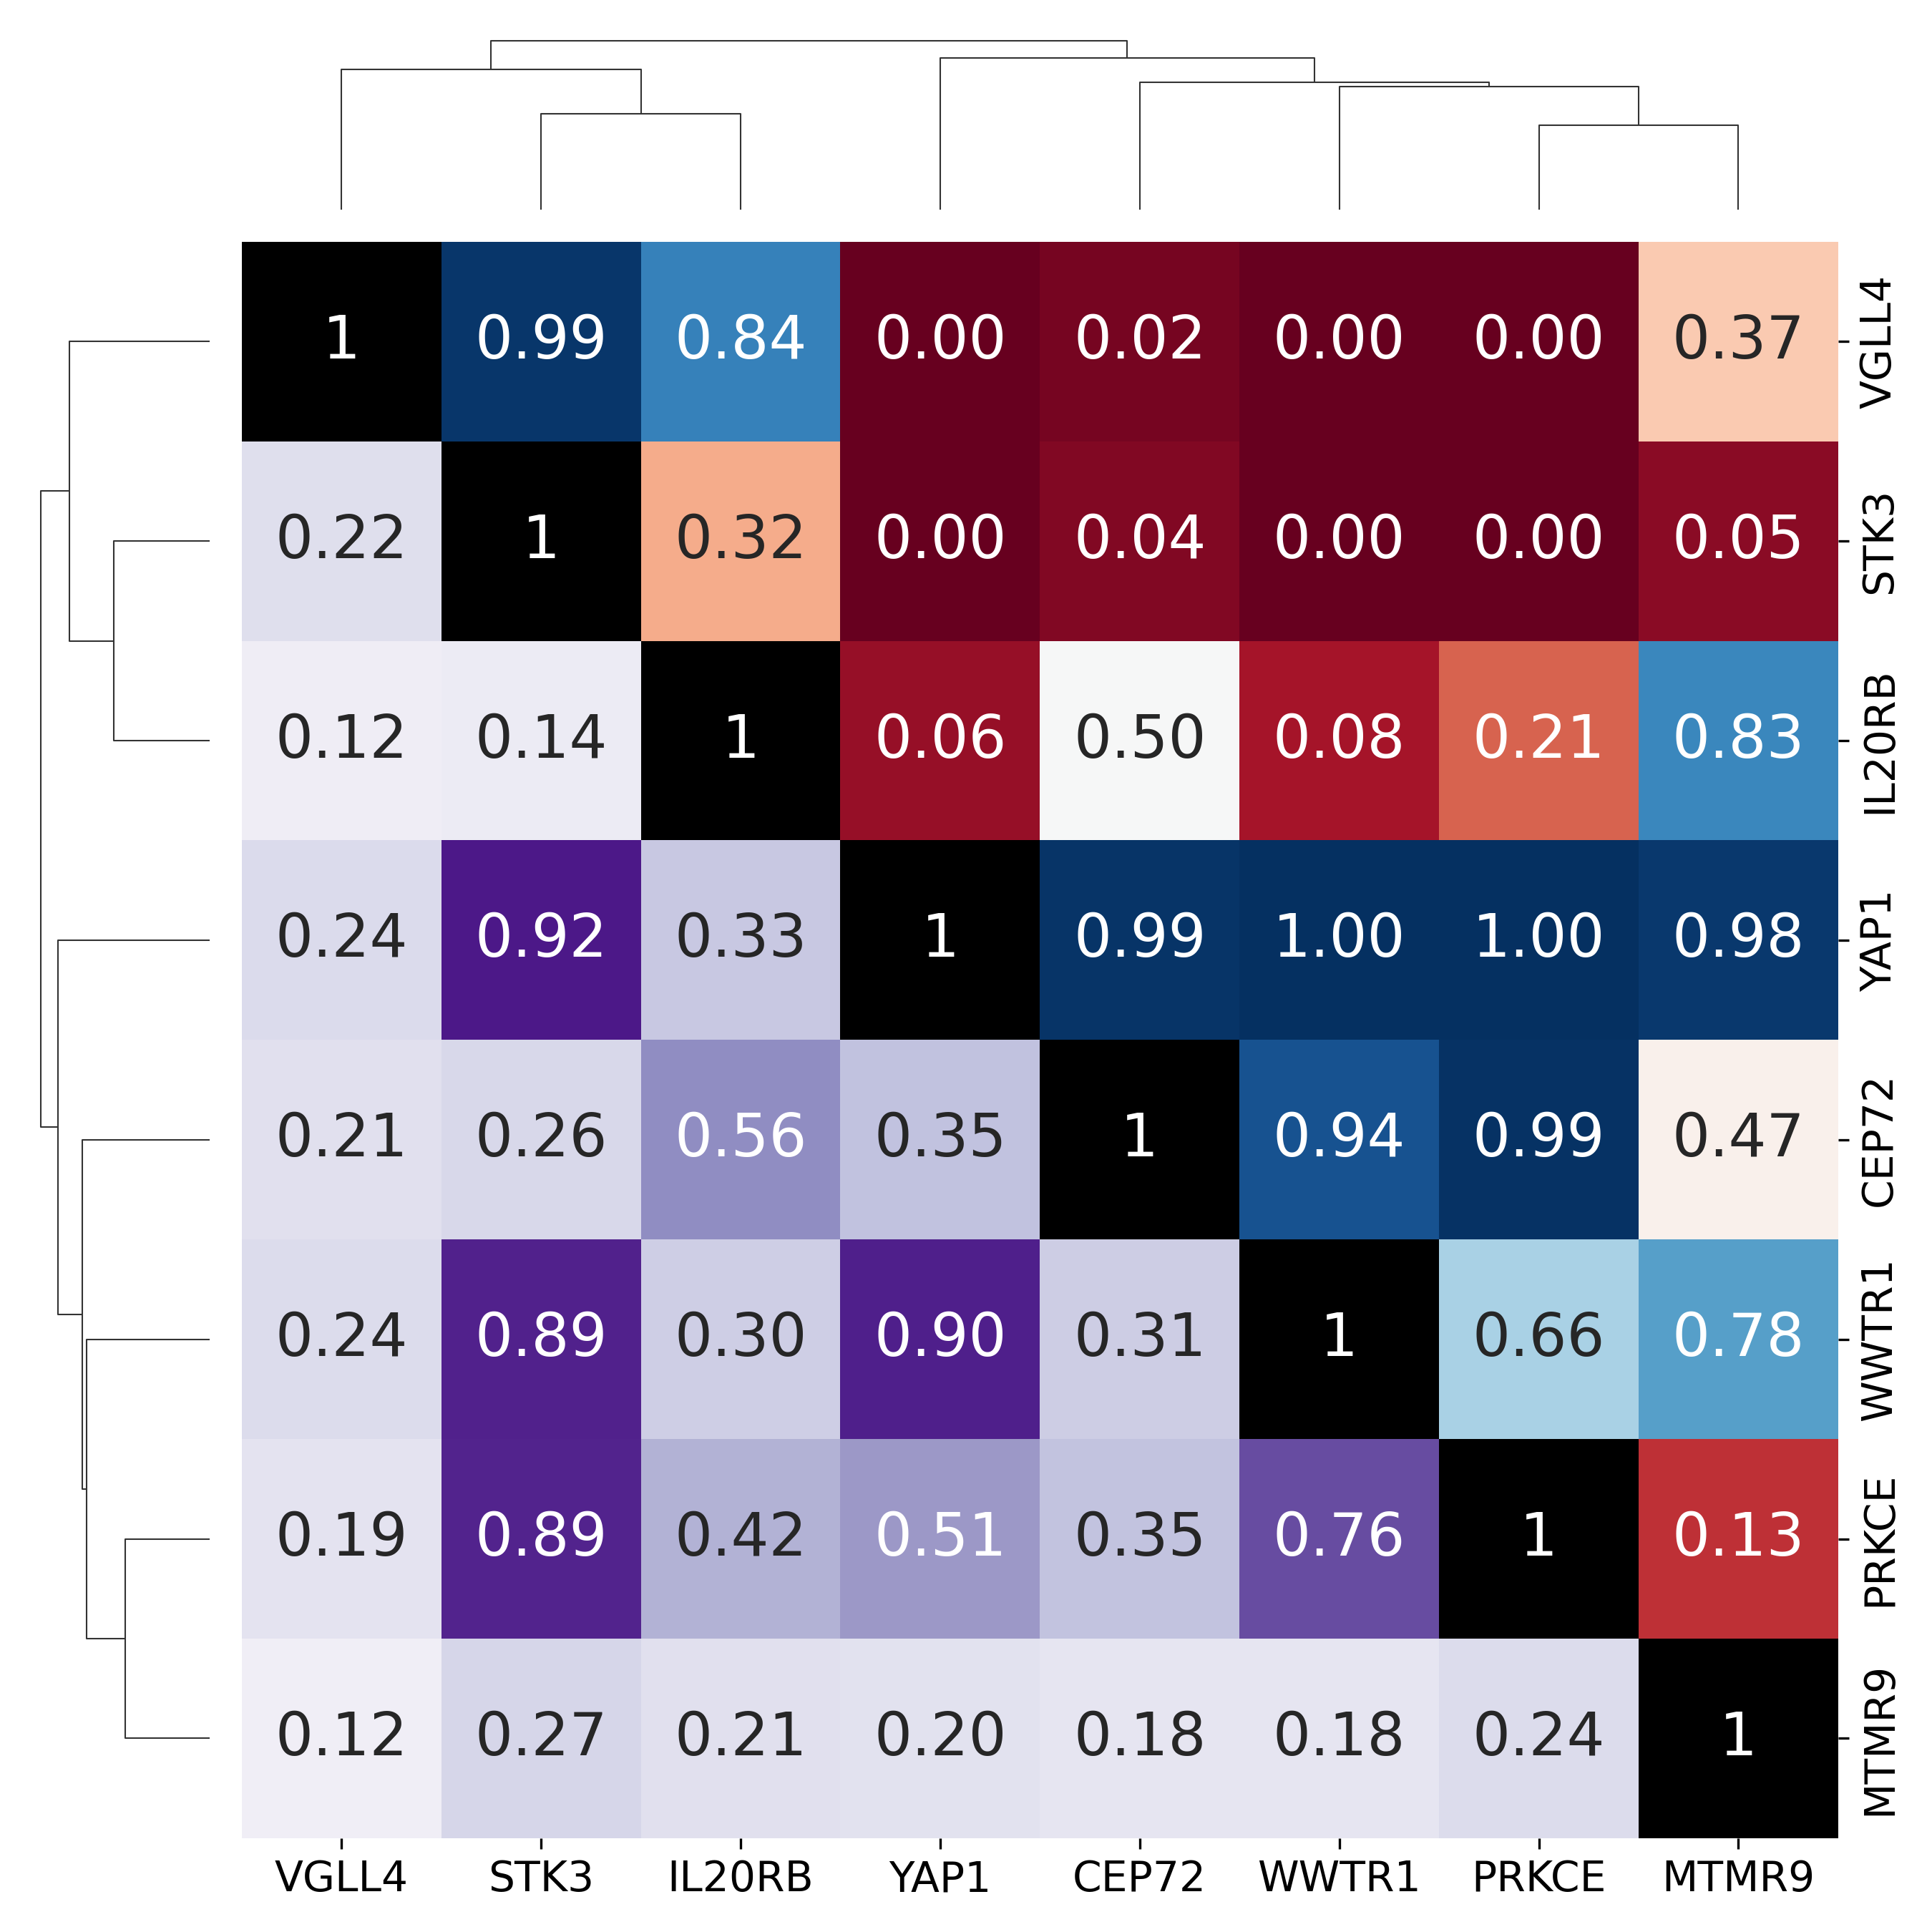 1 0.99 0.84 0.00 0.02 0.00 0.00 0.37 VGLL4
0.22 1 0.32 0.00 0.04 0.00 0.00 0.05 STK3
0.12 0.14 1 0.06 0.50 0.08 0.21 0.83 IL20RB
0.24 0.92 0.33 1 0.99 1.00 1.00 0.98 YAP1
0.21 0.26 0.56 0.35 1 0.94 0.99 0.47 CEP72
0.24 0.89 0.30 0.90 0.31 1 0.66 0.78 WWTR1
0.19 0.89 0.42 0.51 0.35 0.76 1 0.13 PRKCE
0.12 0.27 0.21 0.20 0.18 0.18 0.24 1 MTMR9
VGLL4 STK3 IL20RB YAP1 CEP72 WWTR1 PRKCE MTMR9